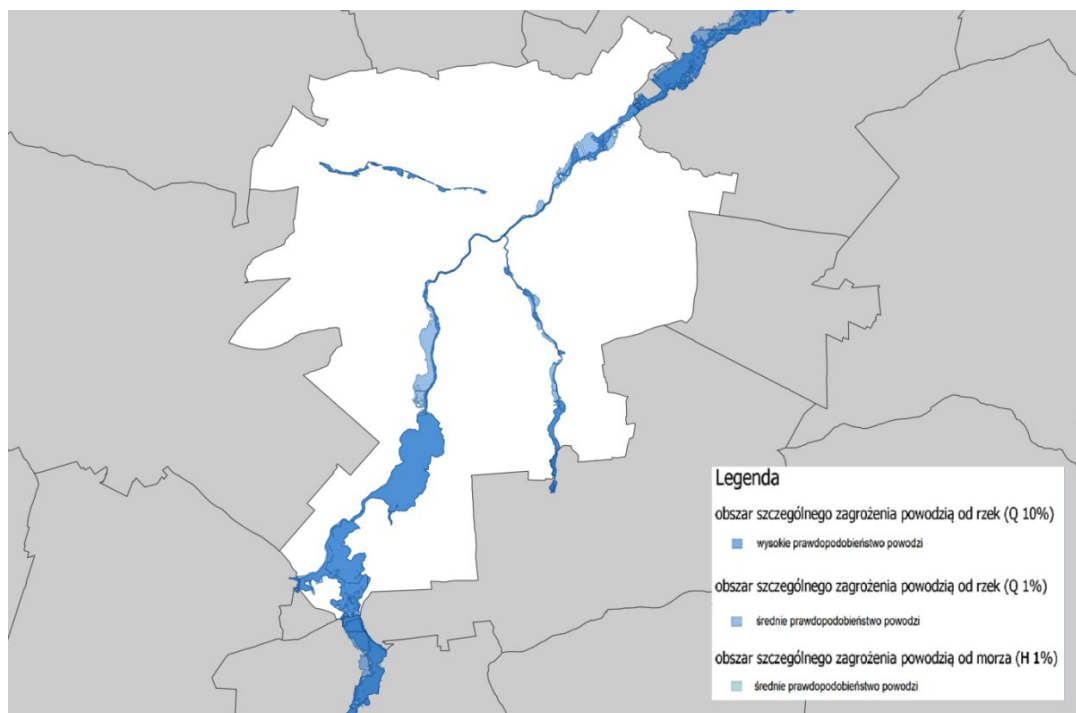 Legenda
obszar szczególnego zagrożenia powodzią od rzek (Q 10%)
wysokie prawdopodobieństwo powodzi
obszar szczególnego zagrożenia powodzią od rzek (Q 1%)
średnie prawdopodobieństwo powodzi
obszar szczególnego zagrożenia powodzią od morza (H 1%)
średnie prawdopodobieństwo powodzi